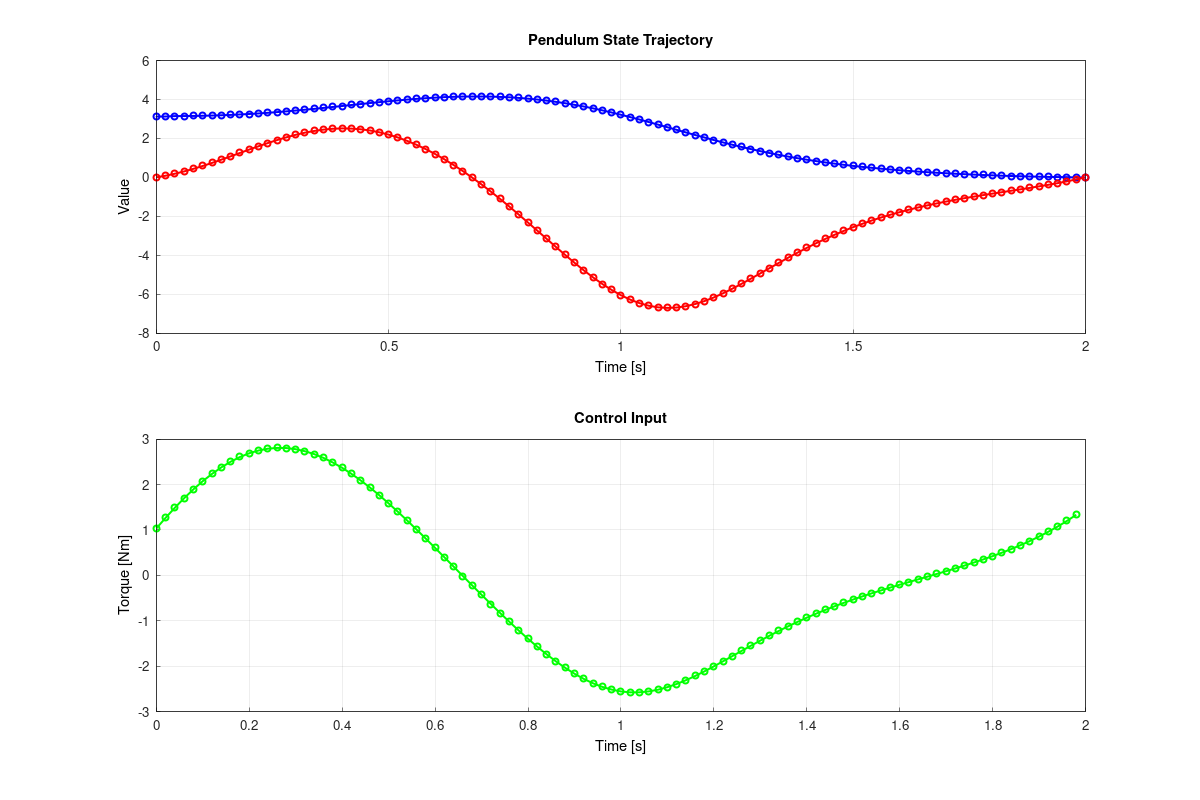 Pendulum State Trajectory
6
4
2
0
-2
-4
-6
-8
Value
0 0.5 1 1.5 2
Time [s]
Control Input
3
2
1
0
-1
-2
-3
Torque [Nm]
0 0.2 0.4 0.6 0.8 1 1.2 1.4 1.6 1.8 2
Time [s]